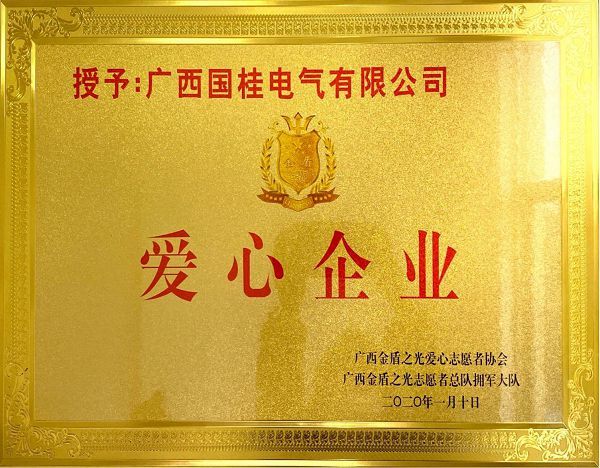 授予:广西国桂电气有限公司
爱心企业
广西金盾之光爱心志愿者协会
广西金盾之光志愿者总队拥军大队
二〇二〇年一月十日